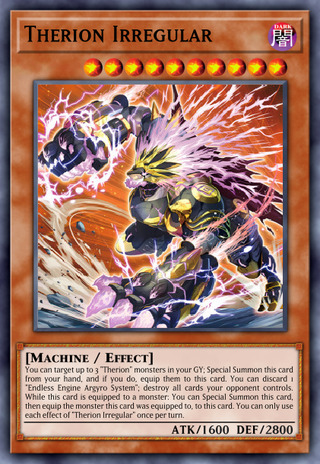 Therion Irregular
DARK
闇
[Machine / Effect]
You can target up to 3 "Therion" monsters in your GY; Special Summon this card
from your hand, and if you do, equip them to this card. You can discard 1
"Endless Engine Argyro System"; destroy all cards your opponent controls.
While this card is equipped to a monster: You can Special Summon this card,
then equip the monster this card was equipped to, to this card. You can only use
each effect of "Therion Irregular" once per turn.
ATK/1600 DEF/2800